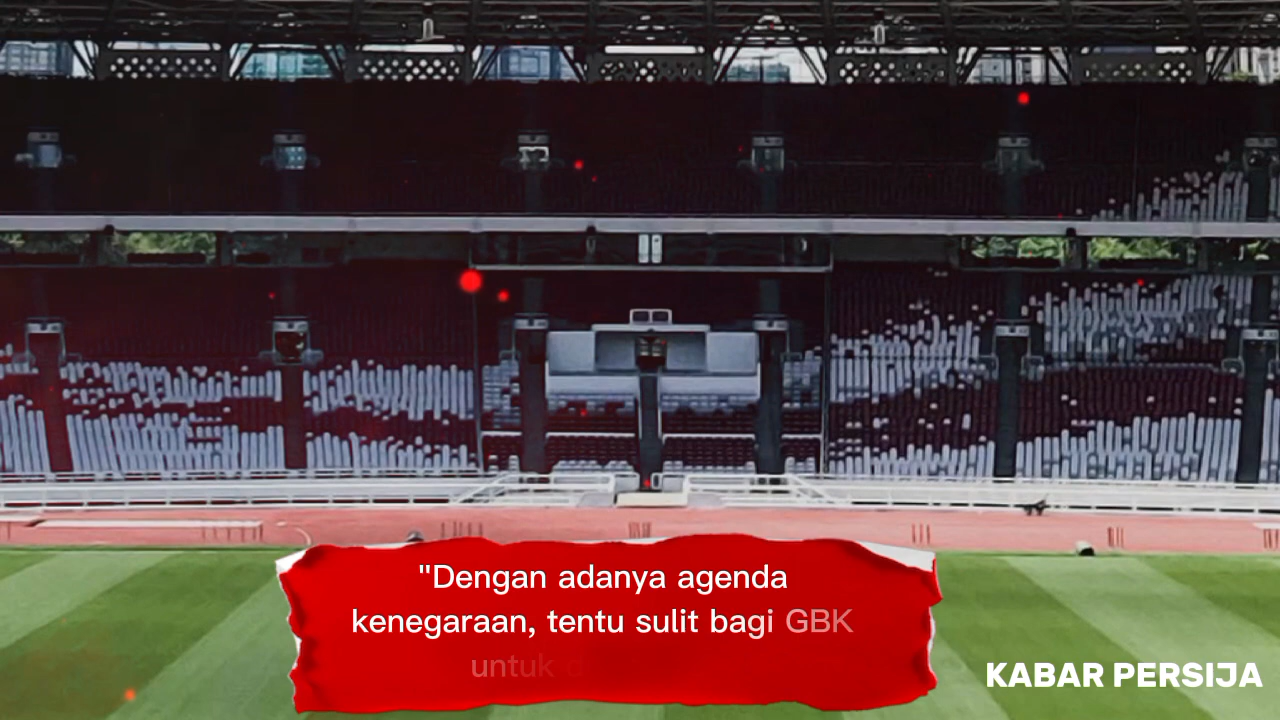 "Dengan adanya agenda
kenegaraan, tentu sulit bagi GBK
untuk
KABAR PERSIJA